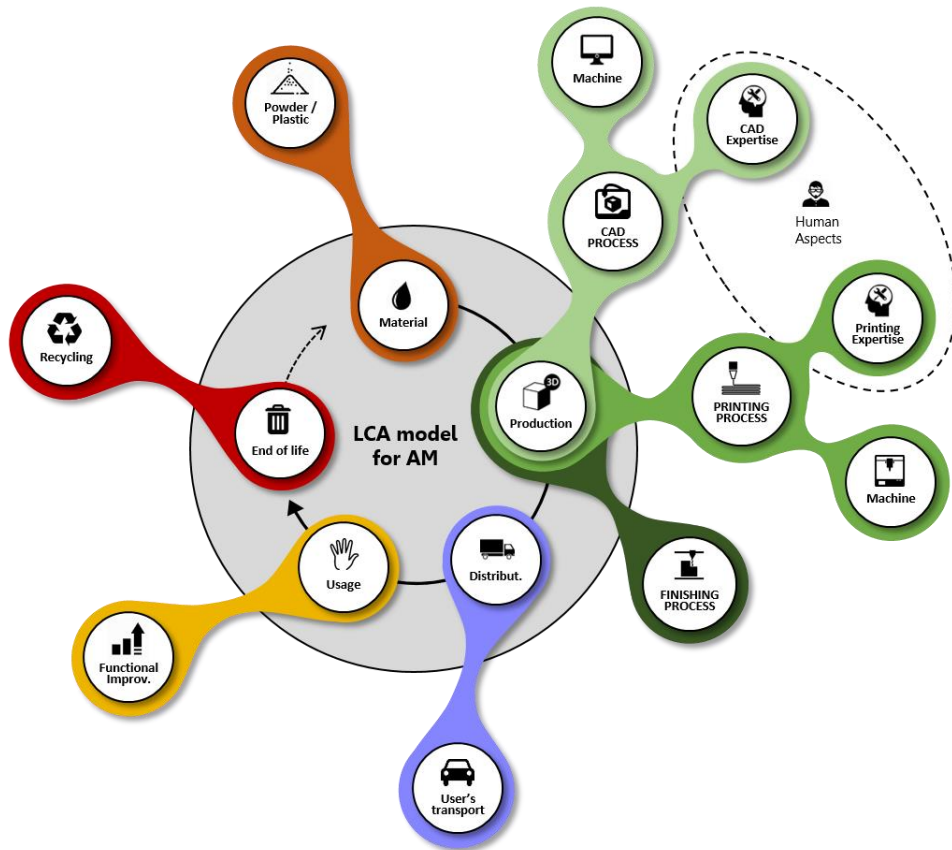 Machine
Powder /
Plastic
CAD
Expertise
CAD
PROCESS
Human
Aspects
Material
Printing
Expertise
Recycling
3D
Production
PRINTING
PROCESS
End of life
LCA model
for AM
Machine
Usage
Distribut.
FINISHING
PROCESS
Functional
Improv.
User's
transport